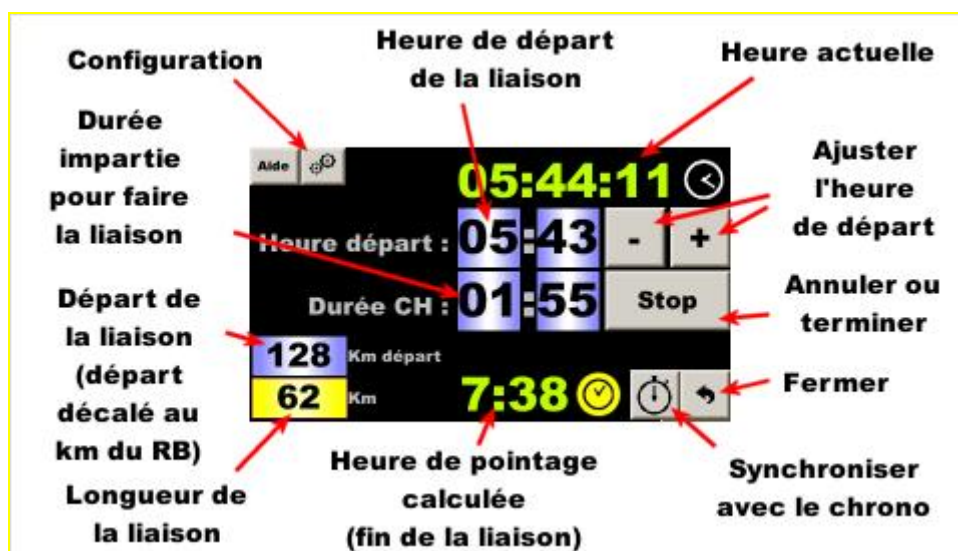 Heure de départ
de la liaison
Configuration
Heure actuelle
Durée
impartie
pour faire
la liaison
Aide
05:44:11
Ajuster
l'heure
de départ
Heure départ : 05:43 - +
Durée CH : 01:55 Stop
Annuler ou
terminer
Départ de
la liaison
(départ
décalé au
km du RB)
128 Km départ
62 Km
7:38
Fermer
Longueur de
la liaison
Heure de pointage
calculée
(fin de la liaison)
Synchroniser
avec le chrono